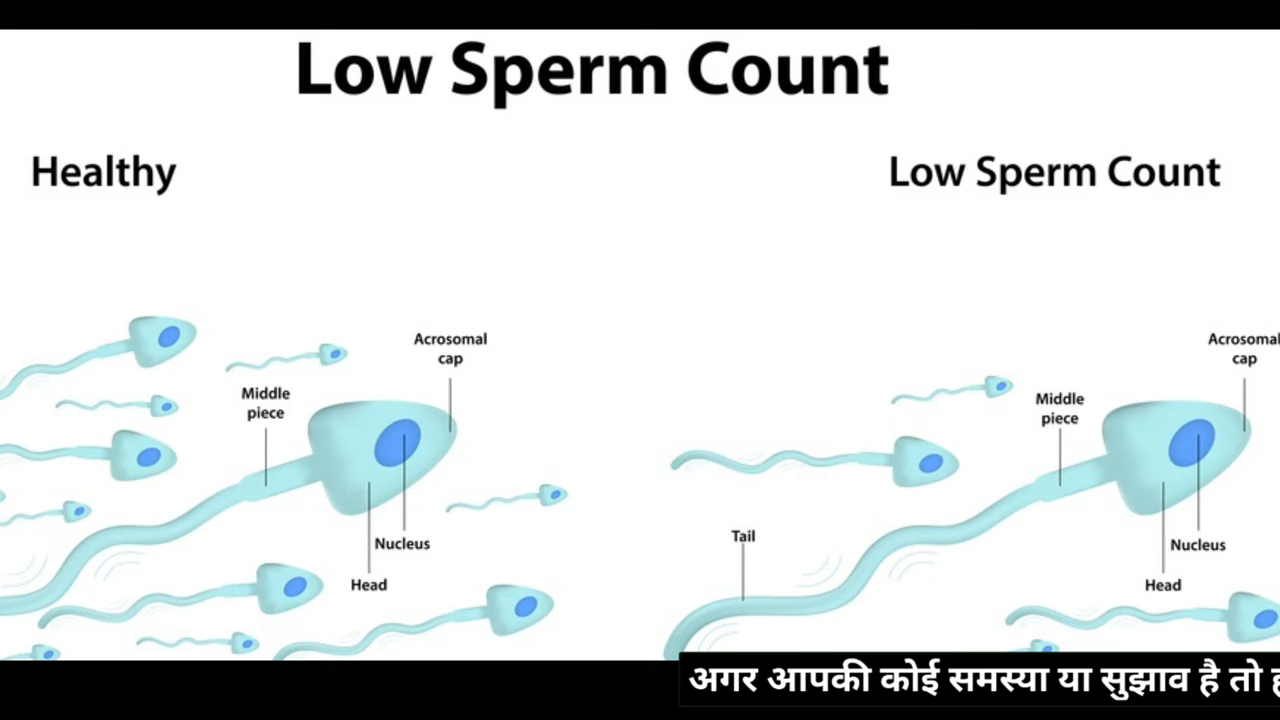 Low Sperm Count
Healthy
Low Sperm Count
Acrosomal
cap
Middle
piece
Nucleus
Head
Acrosomal
cap
Middle
piece
Tail
Nucleus
Head
अगर आपकी कोई समस्या या सुझाव है तो